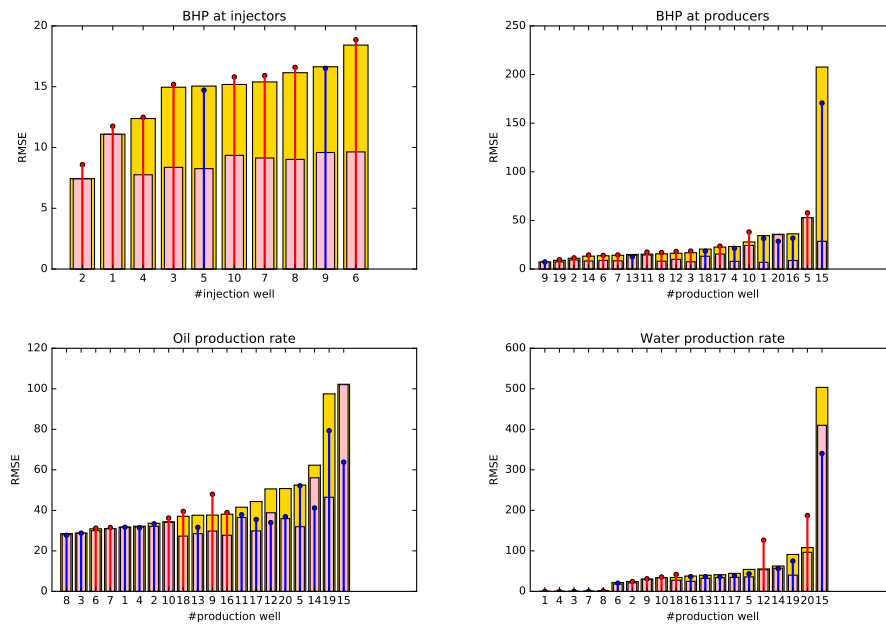 BHP at injectors
20
15
10
5
0
RMSE
2 1 4 3 5 10 7 8 9 6
#injection well
BHP at producers
250
200
150
100
50
0
RMSE
9 19 2 14 6 7 13 11 8 12 3 18 17 4 10 1 20 16 5 15
#production well
Oil production rate
120
100
80
60
40
20
0
RMSE
8 3 6 7 1 4 2 10 18 13 9 16 11 17 12 20 5 14 19 15
#production well
Water production rate
600
500
400
300
200
100
0
RMSE
1 4 3 7 8 6 2 9 10 18 16 13 11 17 5 12 14 19 20 15
#production well